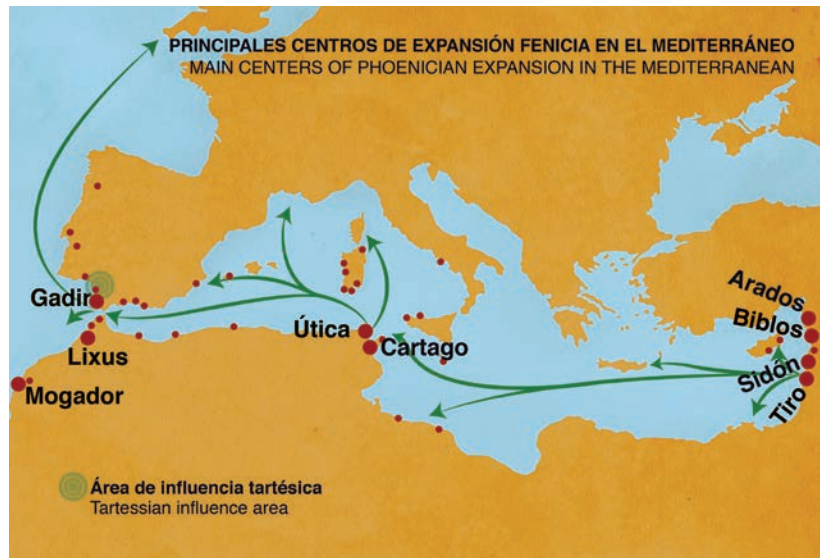 PRINCIPALES CENTROS DE EXPANSIÓN FENICIA EN EL MEDITERRÁNEO
MAIN CENTERS OF PHOENICIAN EXPANSION IN THE MEDITERRANEAN
Arados
Gadir
Biblos
Útica
Lixus
Cartago
Sidón
Mogador
Tiro
Área de influencia tartésica
Tartessian influence area